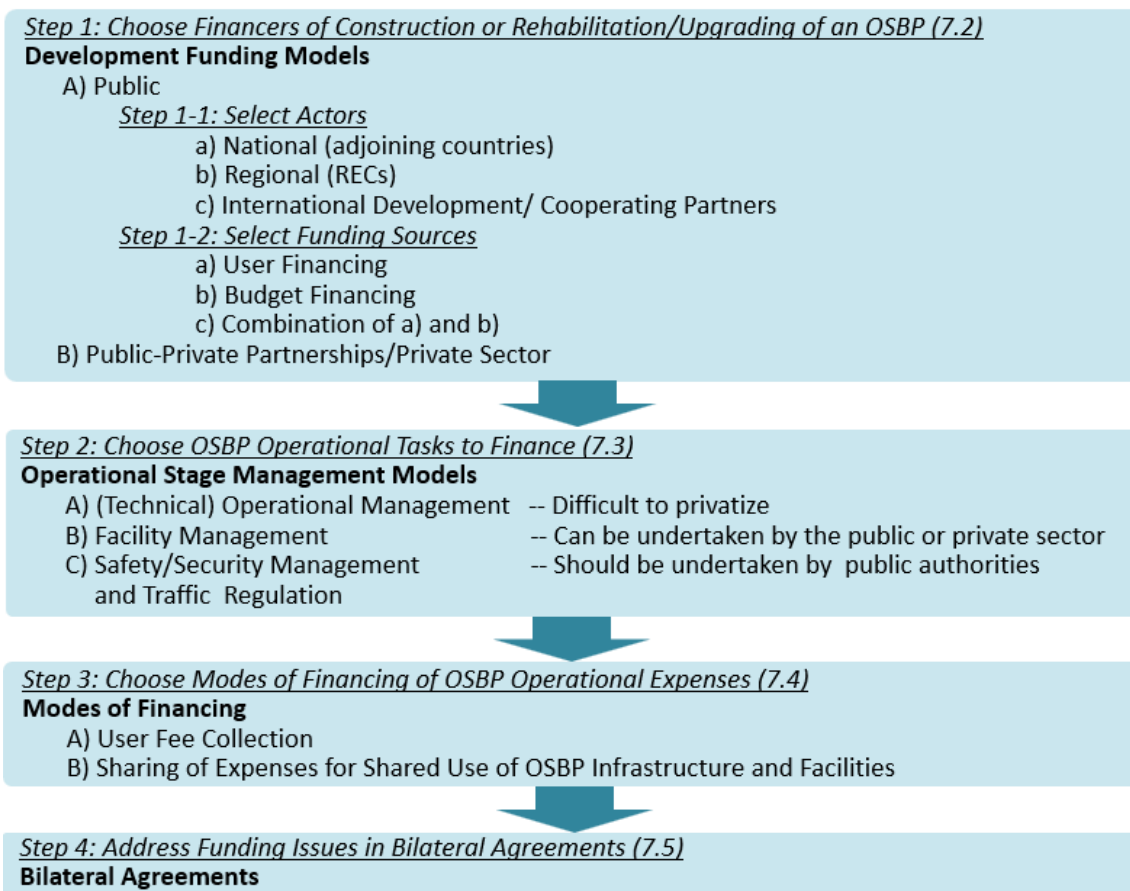 Step 1: Choose Financers of Construction or Rehabilitation/Upgrading of an OSBP (7.2)
Development Funding Models
A) Public
Step 1-1: Select Actors
a) National (adjoining countries)
b) Regional (RECs)
c) International Development/ Cooperating Partners
Step 1-2: Select Funding Sources
a) User Financing
b) Budget Financing
c) Combination of a) and b)
B) Public-Private Partnerships/Private Sector
Step 2: Choose OSBP Operational Tasks to Finance (7.3)
Operational Stage Management Models
A) (Technical) Operational Management -- Difficult to privatize
B) Facility Management -- Can be undertaken by the public or private sector
C) Safety/Security Management -- Should be undertaken by public authorities
and Traffic Regulation
Step 3: Choose Modes of Financing of OSBP Operational Expenses (7.4)
Modes of Financing
A) User Fee Collection
B) Sharing of Expenses for Shared Use of OSBP Infrastructure and Facilities
Step 4: Address Funding Issues in Bilateral Agreements (7.5)
Bilateral Agreements